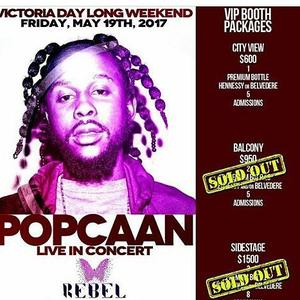 VICTORIA DAY LONG WEEKEND
FRIDAY, MAY 19TH, 2017
POPCAAN
LIVE IN CONCERT
REBEL
VIP BOOTH
PACKAGES
CITY VIEW
$600
1
PREMIUM BOTTLE
HENNESSY AND/OR BELVEDERE
5
ADMISSIONS
BALCONY
$950
SOLD OUT
BELVEDERE
5
ADMISSIONS
SIDESTAGE
$1500
SOLD OUT
8